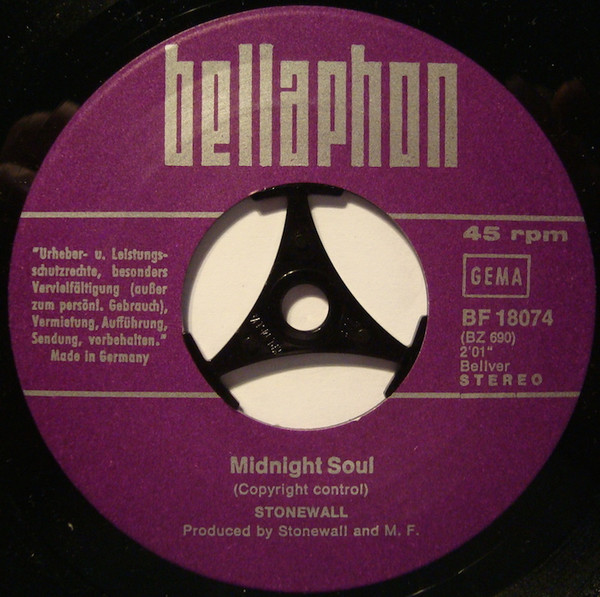 bellaphon
45 rpm
GEMA
BF 18074
(BZ 690)
2'01"
Bellver
STEREO
"Urheber- u. Leistungs-
schutzrechte, besonders
Vervielfältigung (außer
zum persönl. Gebrauch),
Vermietung, Aufführung,
Sendung, vorbehalten."
Made in Germany
Midnight Soul
(Copyright control)
STONEWALL
Produced by Stonewall and M. F.